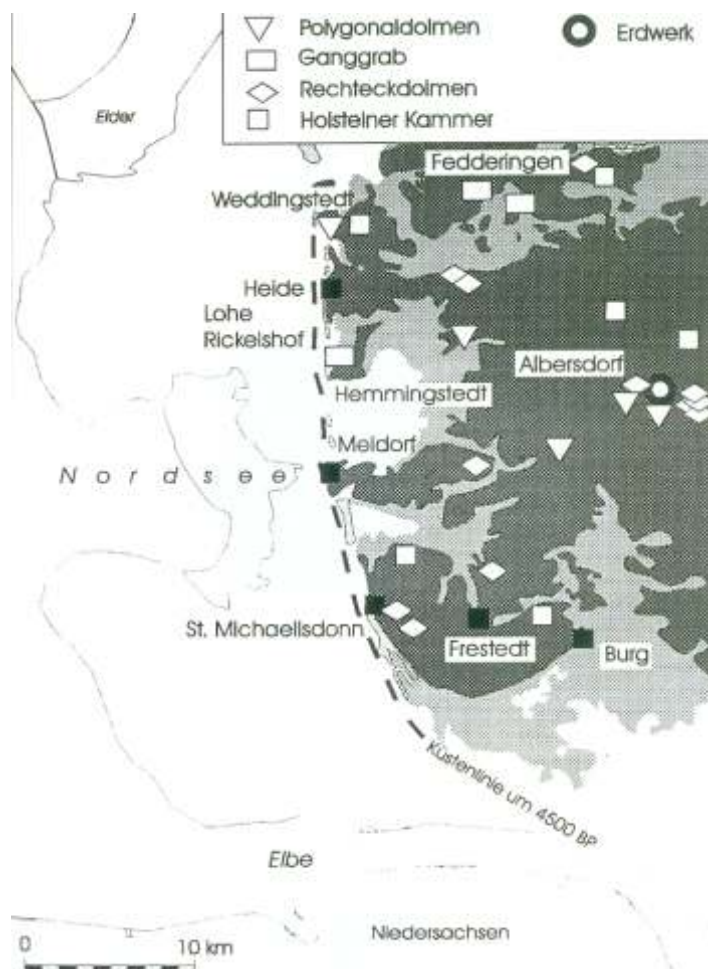 Polygonaldolmen
Erdwerk
Ganggrab
Rechteckdolmen
Holsteiner Kammer
Eider
Fedderingen
Weddingstedt
Heide
Lohe
Rickelshof
Albersdorf
Hemmingstedt
Meldorf
Nordsee
St. Michaelisdonn
Frestedt
Burg
Küstenlinie um 4500 BP
Elbe
Niedersachsen
0 10 km